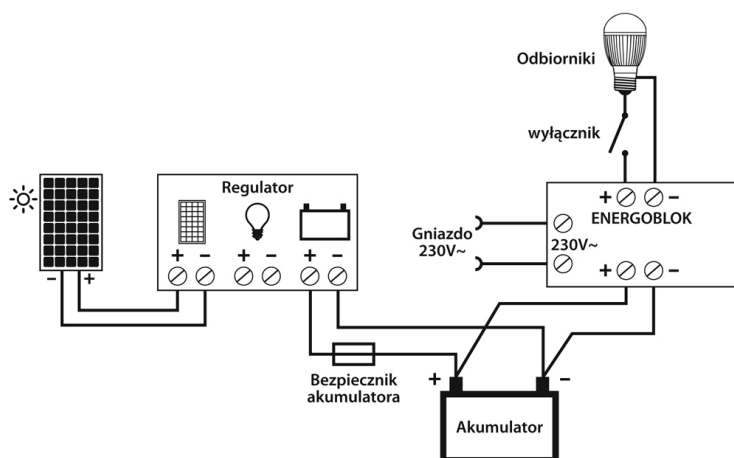 Odbiorniki
wyłącznik
Regulator
+ − + − + −
− +
+ −
ENERGOBLOK
Gniazdo
230V~
230V~
+ −
Bezpiecznik
akumulatora
+ −
Akumulator